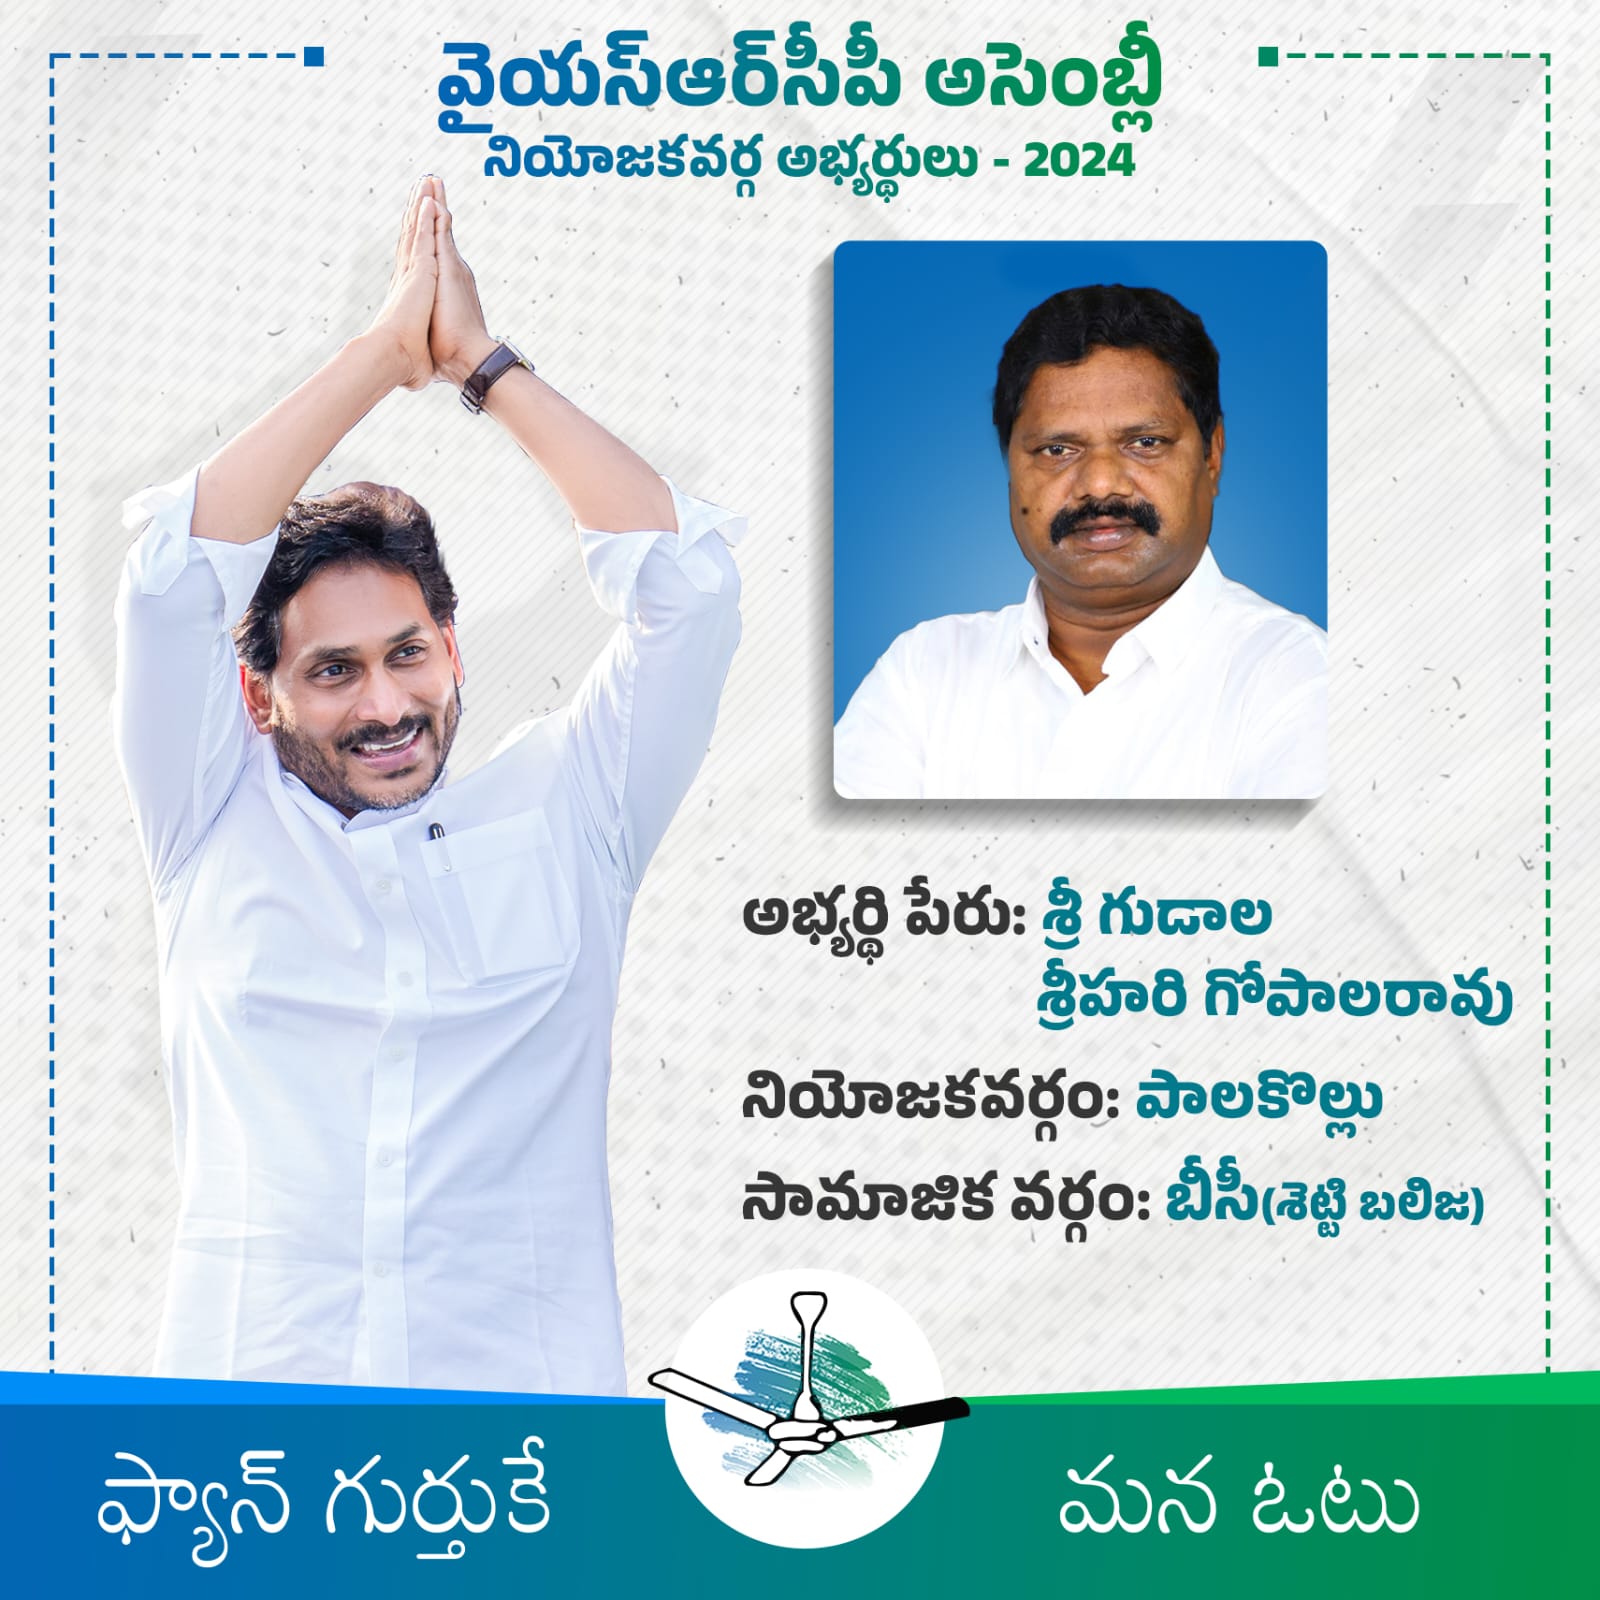 వైయస్ఆర్‌సీపీ అసెంబ్లీ
నియోజకవర్గ అభ్యర్థులు - 2024
అభ్యర్థి పేరు: శ్రీ గుడాల
శ్రీహరి గోపాలరావు
నియోజకవర్గం: పాలకొల్లు
సామాజిక వర్గం: బీసీ(శెట్టి బలిజ)
ఫ్యాన్ గుర్తుకే మన ఓటు